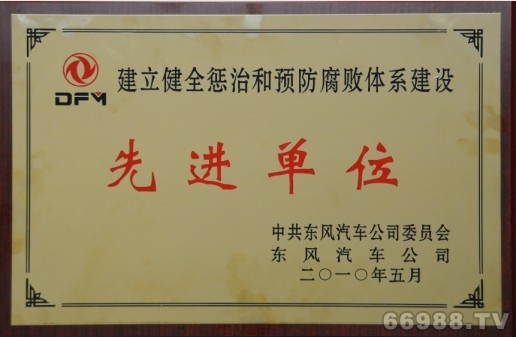 建立健全惩治和预防腐败体系建设
DFM
先进单位
中共东风汽车公司委员会
东风汽车公司
二〇一〇年五月
66988.TV